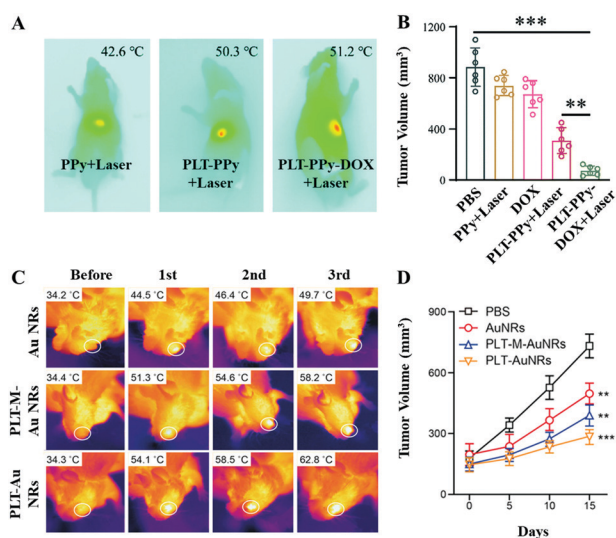 A
42.6 ℃
50.3 ℃
51.2 ℃
PPy+Laser
PLT-PPy
+Laser
PLT-PPy-DOX
+Laser
B
Tumor Volume (mm³)
1200
800
400
0
***
**
PBS
PPy+Laser
DOX
PLT-PPy+Laser
PLT-PPy-
DOX+Laser
C
Before
1st
2nd
3rd
Au NRs
34.2 ℃
44.5 ℃
46.4 ℃
49.7 ℃
PLT-M-
Au NRs
34.4 ℃
51.3 ℃
54.6 ℃
58.2 ℃
PLT-Au
NRs
34.3 ℃
54.1 ℃
58.5 ℃
62.8 ℃
D
Tumor Volume (mm³)
900
600
300
0
PBS
AuNRs
PLT-M-AuNRs
PLT-AuNRs
**
**
***
0
5
10
15
Days